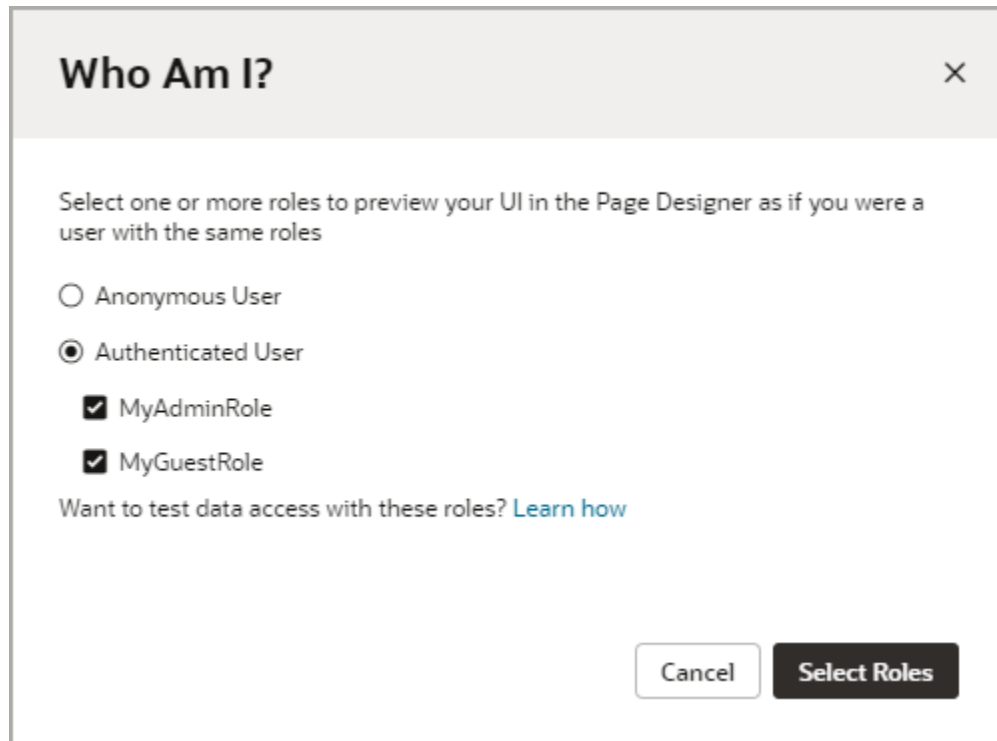 Who Am I?
Select one or more roles to preview your UI in the Page Designer as if you were a
user with the same roles
Anonymous User
Authenticated User
MyAdminRole
MyGuestRole
Want to test data access with these roles? Learn how
Cancel
Select Roles